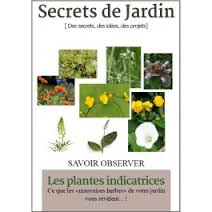 Secrets de Jardin
[ Des secrets, des idées, des projets]
SAVOIR OBSERVER
Les plantes indicatrices
Ce que les «mauvaises herbes» de votre jardin
vous révèlent... !